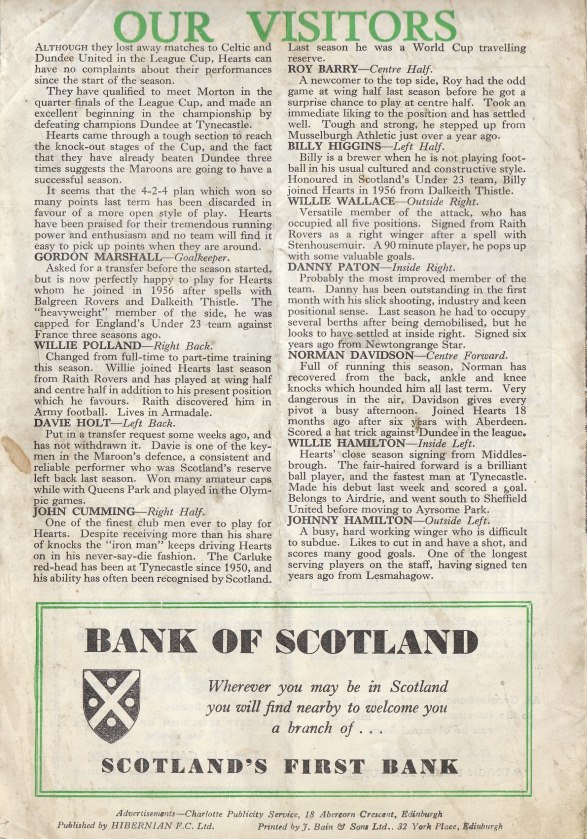 OUR VISITORS
ALTHOUGH they lost away matches to Celtic and
Dundee United in the League Cup, Hearts can
have no complaints about their performances
since the start of the season.
They have qualified to meet Morton in the
quarter finals of the League Cup, and made an
excellent beginning in the championship by
defeating champions Dundee at Tynecastle.
Hearts came through a tough section to reach
the knock-out stages of the Cup, and the fact
that they have already beaten Dundee three
times suggests the Maroons are going to have a
successful season.
It seems that the 4-2-4 plan which won so
many points last term has been discarded in
favour of a more open style of play. Hearts
have been praised for their tremendous running
power and enthusiasm and no team will find it
easy to pick up points when they are around.
GORDON MARSHALL—Goalkeeper.
Asked for a transfer before the season started,
but is now perfectly happy to play for Hearts
whom he joined in 1956 after spells with
Balgreen Rovers and Dalkeith Thistle. The
"heavyweight" member of the side, he was
capped for England's Under 23 team against
France three seasons ago.
WILLIE POLLAND—Right Back.
Changed from full-time to part-time training
this season. Willie joined Hearts last season
from Raith Rovers and has played at wing half
and centre half in addition to his present position
which he favours. Raith discovered him in
Army football. Lives in Armadale.
DAVIE HOLT—Left Back.
Put in a transfer request some weeks ago, and
has not withdrawn it. Davie is one of the key-
men in the Maroon's defence, a consistent and
reliable performer who was Scotland's reserve
left back last season. Won many amateur caps
while with Queens Park and played in the Olym-
pic games.
JOHN CUMMING—Right Half.
One of the finest club men ever to play for
Hearts. Despite receiving more than his share
of knocks the "iron man" keeps driving Hearts
on in his never-say-die fashion. The Carluke
red-head has been at Tynecastle since 1950, and
his ability has often been recognised by Scotland.
Last season he was a World Cup travelling
reserve.
ROY BARRY—Centre Half.
A newcomer to the top side, Roy had the odd
game at wing half last season before he got a
surprise chance to play at centre half. Took an
immediate liking to the position and has settled
well. Tough and strong, he stepped up from
Musselburgh Athletic just over a year ago.
BILLY HIGGINS—Left Half.
Billy is a brewer when he is not playing foot-
ball in his usual cultured and constructive style.
Honoured in Scotland's Under 23 team, Billy
joined Hearts in 1956 from Dalkeith Thistle.
WILLIE WALLACE—Outside Right.
Versatile member of the attack, who has
occupied all five positions. Signed from Raith
Rovers as a right winger after a spell with
Stenhousemuir. A 90 minute player, he pops up
with some valuable goals.
DANNY PATON—Inside Right.
Probably the most improved member of the
team. Danny has been outstanding in the first
month with his slick shooting, industry and keen
positional sense. Last season he had to occupy
several berths after being demobilised, but he
looks to have settled at inside right. Signed six
years ago from Newtongrange Star.
NORMAN DAVIDSON—Centre Forward.
Full of running this season, Norman has
recovered from the back, ankle and knee
knocks which hounded him all last term. Very
dangerous in the air, Davidson gives every
pivot a busy afternoon. Joined Hearts 18
months ago after six years with Aberdeen.
Scored a hat trick against Dundee in the league.
WILLIE HAMILTON—Inside Left.
Hearts' close season signing from Middles-
brough. The fair-haired forward is a brilliant
ball player, and the fastest man at Tynecastle.
Made his debut last week and scored a goal.
Belongs to Airdrie, and went south to Sheffield
United before moving to Ayrsome Park.
JOHNNY HAMILTON—Outside Left.
A busy, hard working winger who is difficult
to subdue. Likes to cut in and have a shot, and
scores many good goals. One of the longest
serving players on the staff, having signed ten
years ago from Lesmahagow.
BANK OF SCOTLAND
Wherever you may be in Scotland
you will find nearby to welcome you
a branch of . . .
SCOTLAND'S FIRST BANK
Advertisements—Charlotte Publicity Service, 18 Abercorn Crescent, Edinburgh
Published by HIBERNIAN F.C. Ltd. Printed by J. Bain & Sons Ltd., 32 York Place, Edinburgh